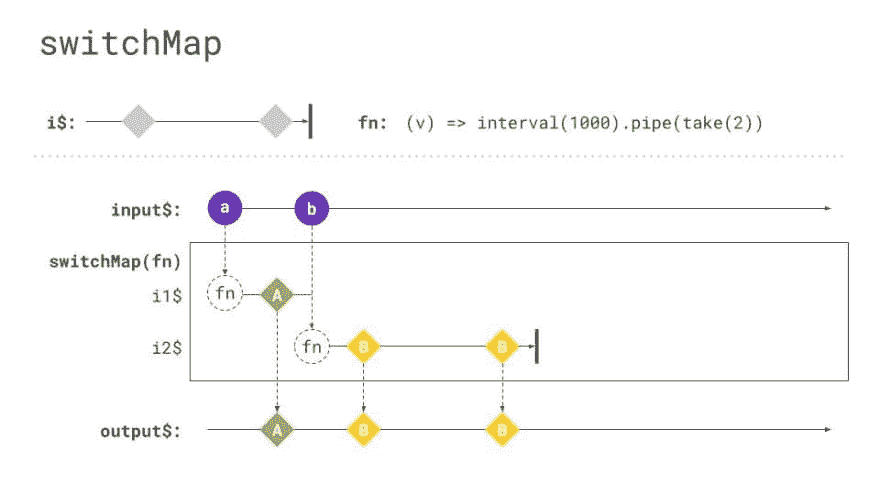 switchMap
i$: fn: (v) => interval(1000).pipe(take(2))
input$: a b
switchMap(fn)
i1$ fn A
i2$ fn B B
output$: A B B